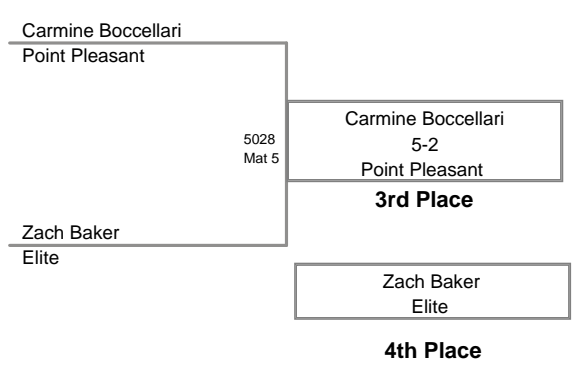 Carmine Boccellari
Point Pleasant
5028
Mat 5
Carmine Boccellari
5-2
Point Pleasant
3rd Place
Zach Baker
Elite
Zach Baker
Elite
4th Place